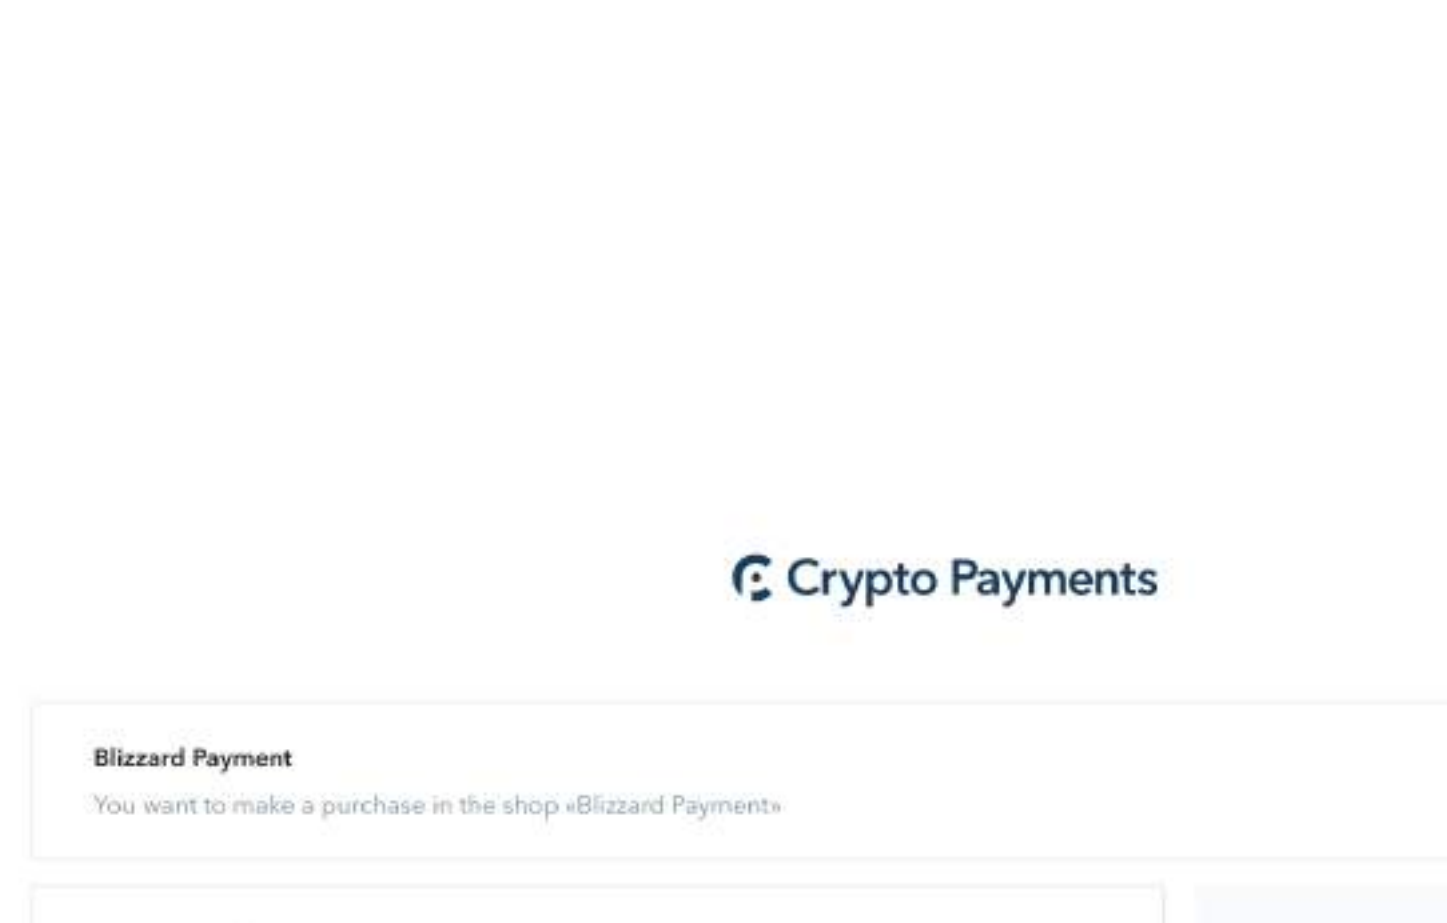 Crypto Payments
Blizzard Payment
You want to make a purchase in the shop «Blizzard Payment»